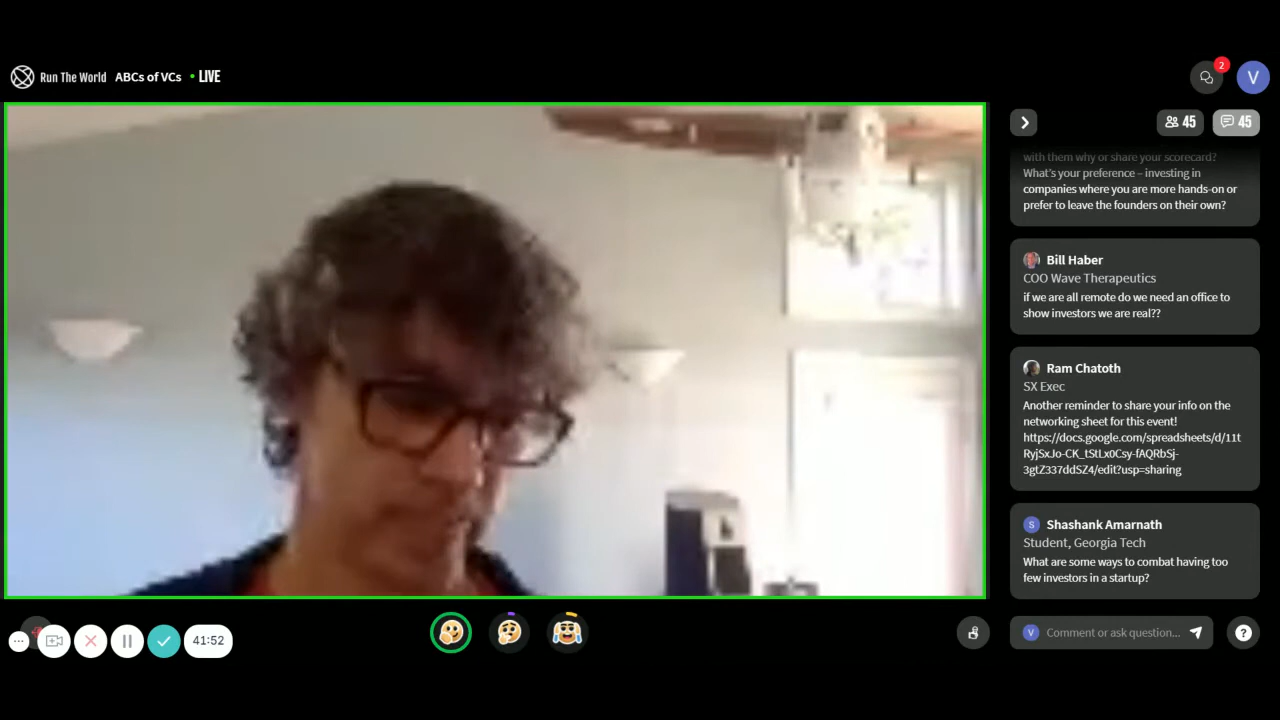 Run The World ABCs of VCs • LIVE
2
V
45
45
with them why or share your scorecard?
What's your preference – investing in
companies where you are more hands-on or
prefer to leave the founders on their own?
Bill Haber
COO Wave Therapeutics
if we are all remote do we need an office to
show investors we are real??
Ram Chatoth
SX Exec
Another reminder to share your info on the
networking sheet for this event!
https://docs.google.com/spreadsheets/d/11t
RyjSxJo-CK_tStLx0Csy-fAQRbSj-
3gtZ337ddSZ4/edit?usp=sharing
S
Shashank Amarnath
Student, Georgia Tech
What are some ways to combat having too
few investors in a startup?
41:52
V
Comment or ask question...
?